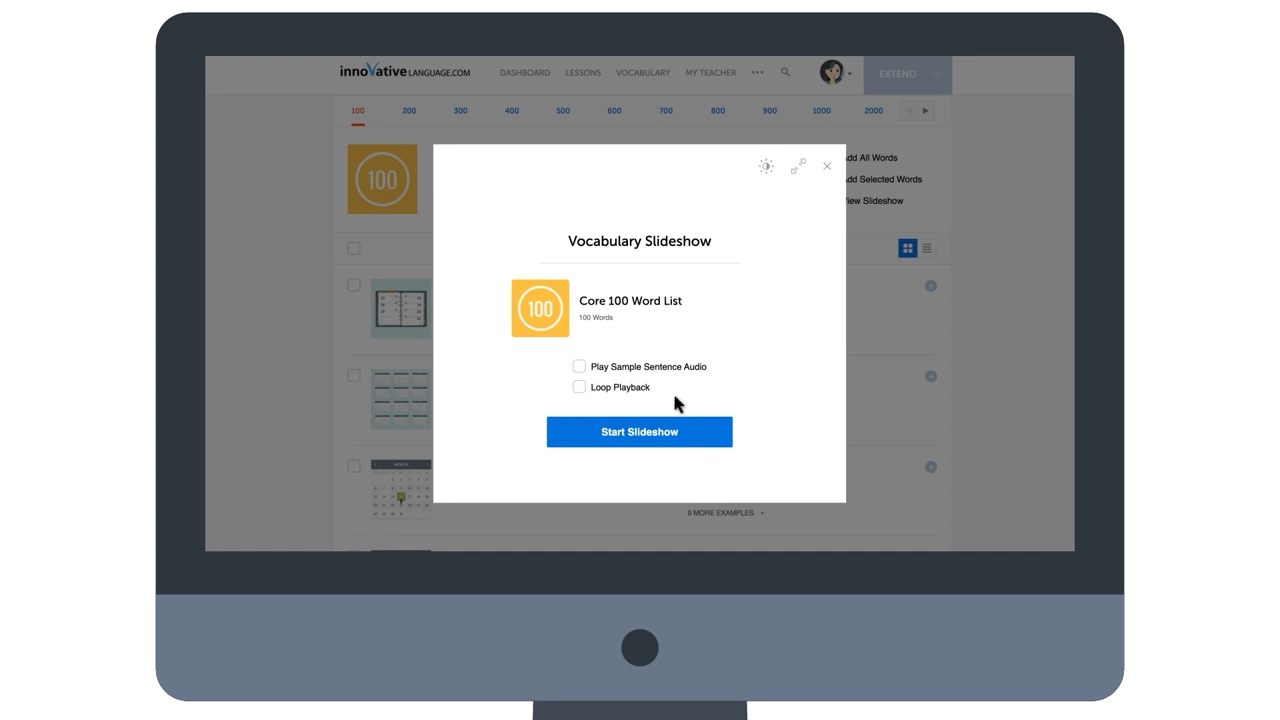 innoVative LANGUAGE.COM DASHBOARD LESSONS VOCABULARY MY TEACHER EXTEND
100 200 300 400 500 600 700 800 900 1000 2000
100
dd All Words
dd Selected Words
iew Slideshow
Vocabulary Slideshow
100
Core 100 Word List
100 Words
Play Sample Sentence Audio
Loop Playback
Start Slideshow
9 MORE EXAMPLES